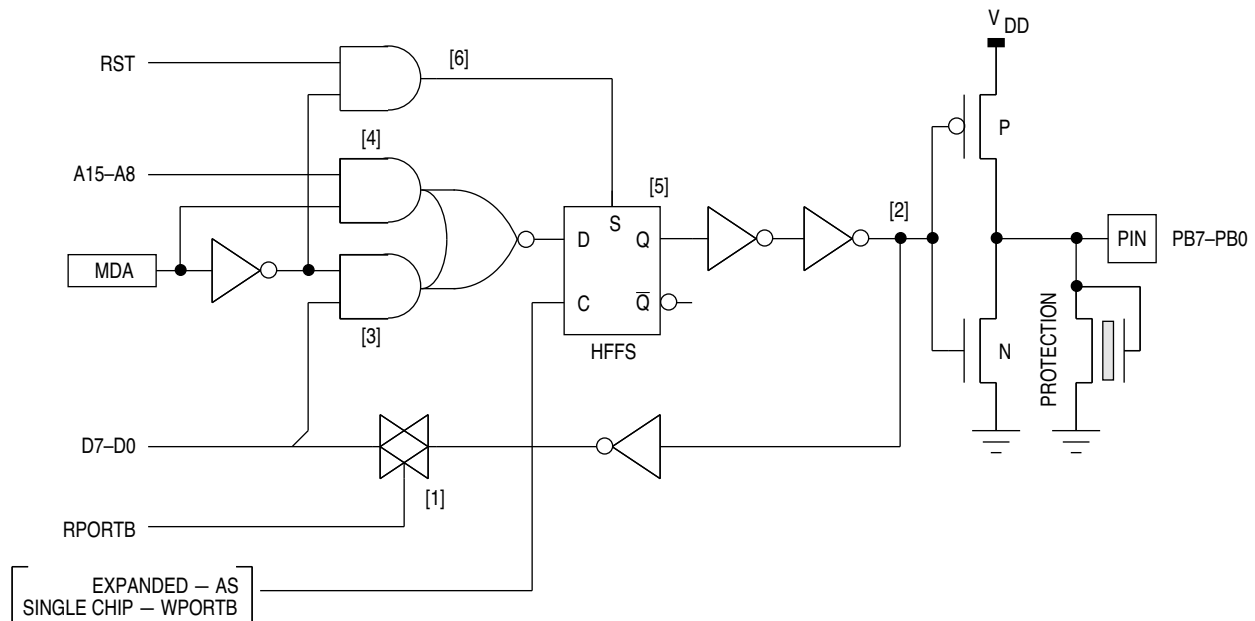 V DD
RST
[6]
P
[4]
A15–A8
[5]
[2]
S
D
Q
PIN
PB7–PB0
MDA
C
Q
N
[3]
HFFS
PROTECTION
D7–D0
[1]
RPORTB
EXPANDED — AS
SINGLE CHIP — WPORTB